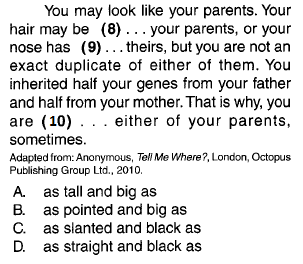 You may look like your parents. Your
hair may be (8) ... your parents, or your
nose has (9) ... theirs, but you are not an
exact duplicate of either of them. You
inherited half your genes from your father
and half from your mother. That is why, you
are (10) . . . either of your parents,
sometimes.
Adapted from: Anonymous, Tell Me Where?, London, Octopus
Publishing Group Ltd., 2010.
A. as tall and big as
B. as pointed and big as
C. as slanted and black as
D. as straight and black as